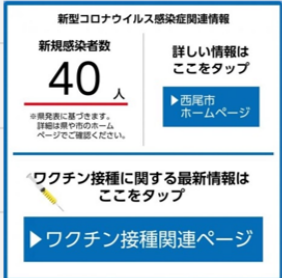 新型コロナウイルス感染症関連情報
新規感染者数
40人
※県発表に基づきます。
詳細は県や市のホーム
ページでご確認ください。
詳しい情報は
ここをタップ
▶西尾市
ホームページ
ワクチン接種に関する最新情報は
ここをタップ
▶ワクチン接種関連ページ